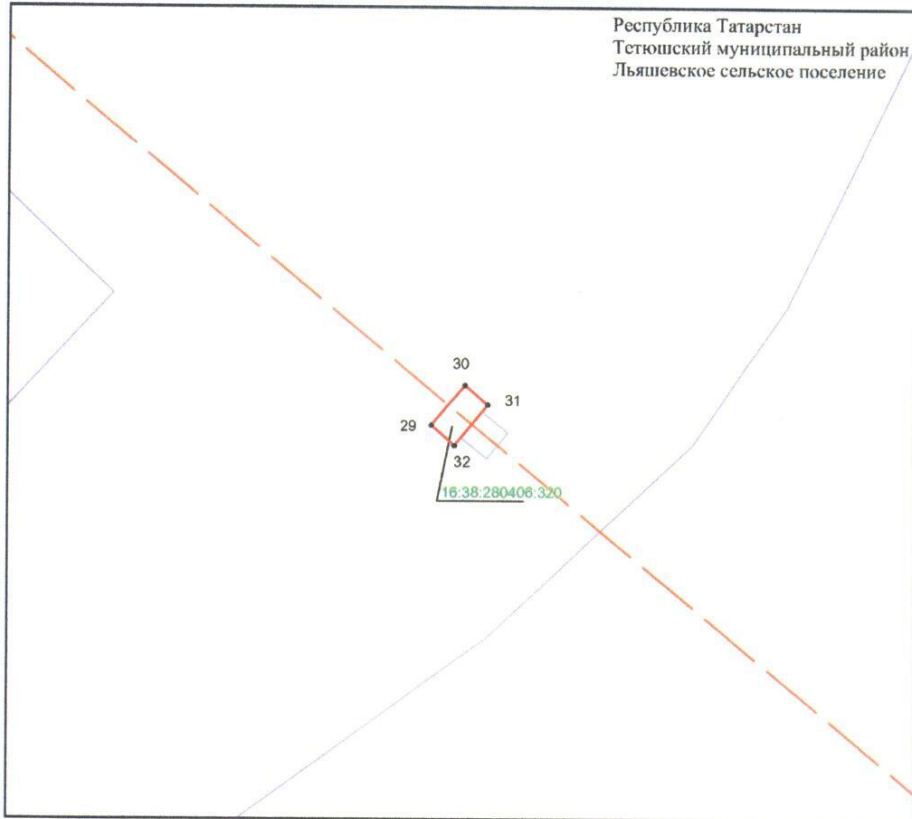 Республика Татарстан
Тетюшский муниципальный район,
Льяшевское сельское поселение
30
31
29
32
16:38:280406:320